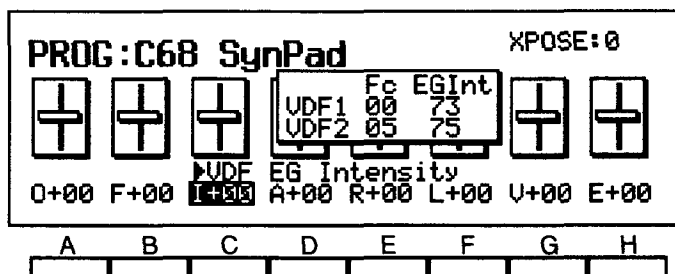 PROG:C68 SynPad XPOSE:0
Fc EGInt
VDF1 00 73
VDF2 05 75
▶VDF EG Intensity
O+00 F+00 I+00 A+00 R+00 L+00 V+00 E+00
A B C D E F G H